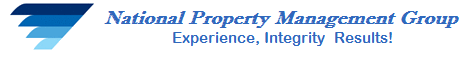 National Property Management Group
Experience, Integrity Results!